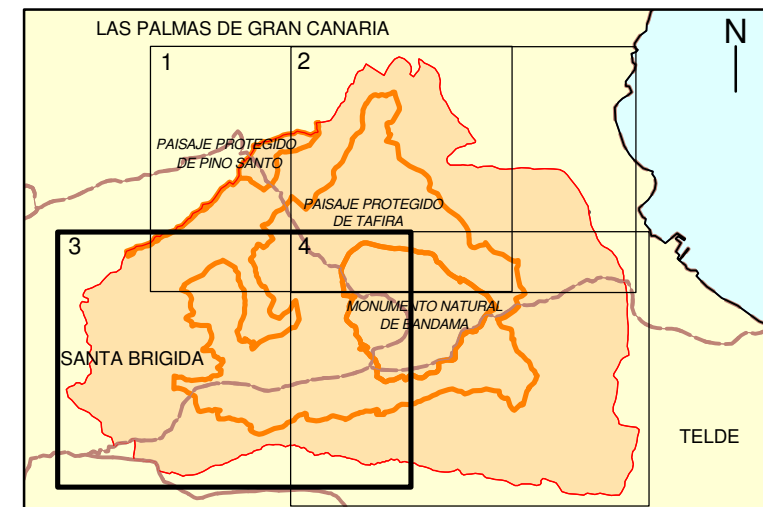 LAS PALMAS DE GRAN CANARIA
N
1
2
PAISAJE PROTEGIDO
DE PINO SANTO
PAISAJE PROTEGIDO
DE TAFIRA
3
4
MONUMENTO NATURAL
DE BANDAMA
SANTA BRIGIDA
TELDE